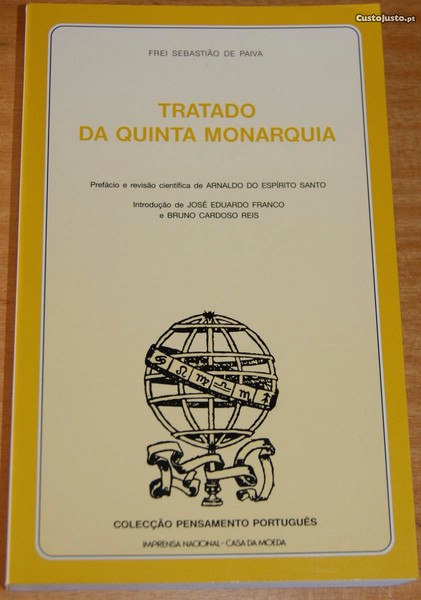 CustoJusto.pt
FREI SEBASTIÃO DE PAIVA
TRATADO
DA QUINTA MONARQUIA
Prefácio e revisão científica de ARNALDO DO ESPÍRITO SANTO
Introdução de JOSÉ EDUARDO FRANCO
e BRUNO CARDOSO REIS
♋ ♌ ♍ ♎ ♏ ♐
COLECÇÃO PENSAMENTO PORTUGUÊS
IMPRENSA NACIONAL - CASA DA MOEDA